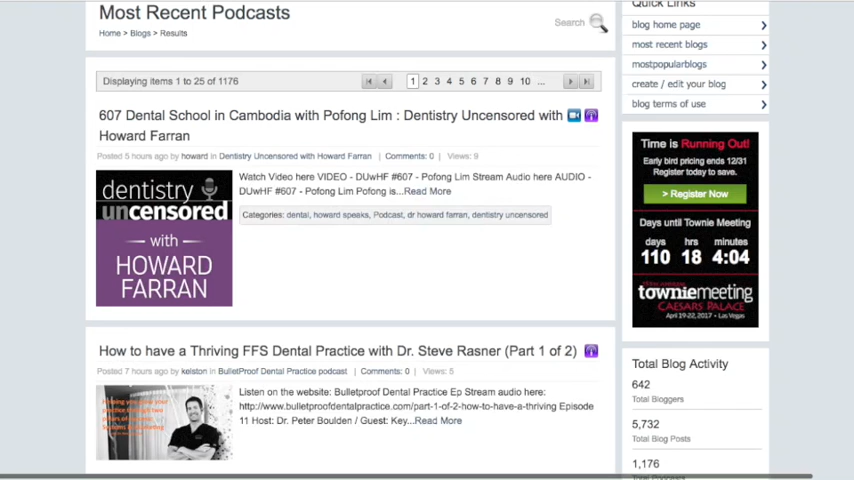 Most Recent Podcasts
Home > Blogs > Results
Search
Displaying items 1 to 25 of 1176
1 2 3 4 5 6 7 8 9 10 ...
607 Dental School in Cambodia with Pofong Lim : Dentistry Uncensored with
Howard Farran
Posted 5 hours ago by howard in Dentistry Uncensored with Howard Farran | Comments: 0 | Views: 9
dentistry
uncensored
with
HOWARD
FARRAN
Watch Video here VIDEO - DUwHF #607 - Pofong Lim Stream Audio here AUDIO -
DUwHF #607 - Pofong Lim Pofong is...Read More
Categories: dental, howard speaks, Podcast, dr howard farran, dentistry uncensored
How to have a Thriving FFS Dental Practice with Dr. Steve Rasner (Part 1 of 2)
Posted 7 hours ago by kelston in BulletProof Dental Practice podcast | Comments: 0 | Views: 5
Listen on the website: Bulletproof Dental Practice Ep Stream audio here:
http://www.bulletproofdentalpractice.com/part-1-of-2-how-to-have-a-thriving Episode
11 Host: Dr. Peter Boulden / Guest: Key...Read More
Quick Links
blog home page
most recent blogs
mostpopularblogs
create / edit your blog
blog terms of use
Time is Running Out!
Early bird pricing ends 12/31
Register today to save.
> Register Now
Days until Townie Meeting
days hrs minutes
110 18 4:04
towniemeeting
CAESARS PALACE
April 19-22, 2017 • Las Vegas
Total Blog Activity
642
Total Bloggers
5,732
Total Blog Posts
1,176